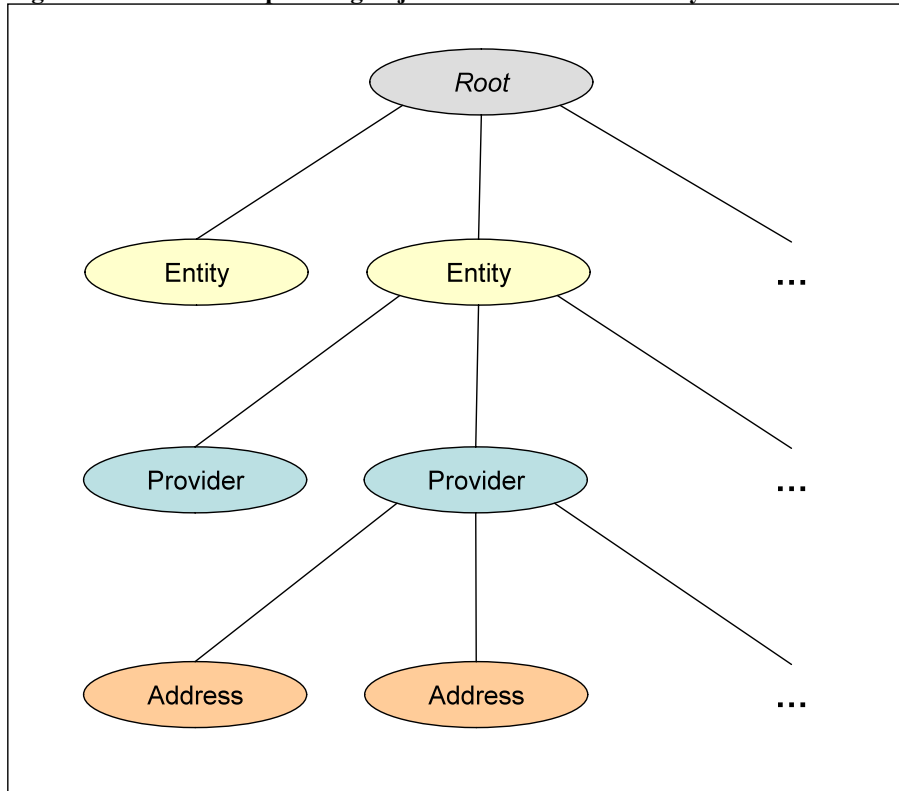 Root
Entity Entity ...
Provider Provider ...
Address Address ...